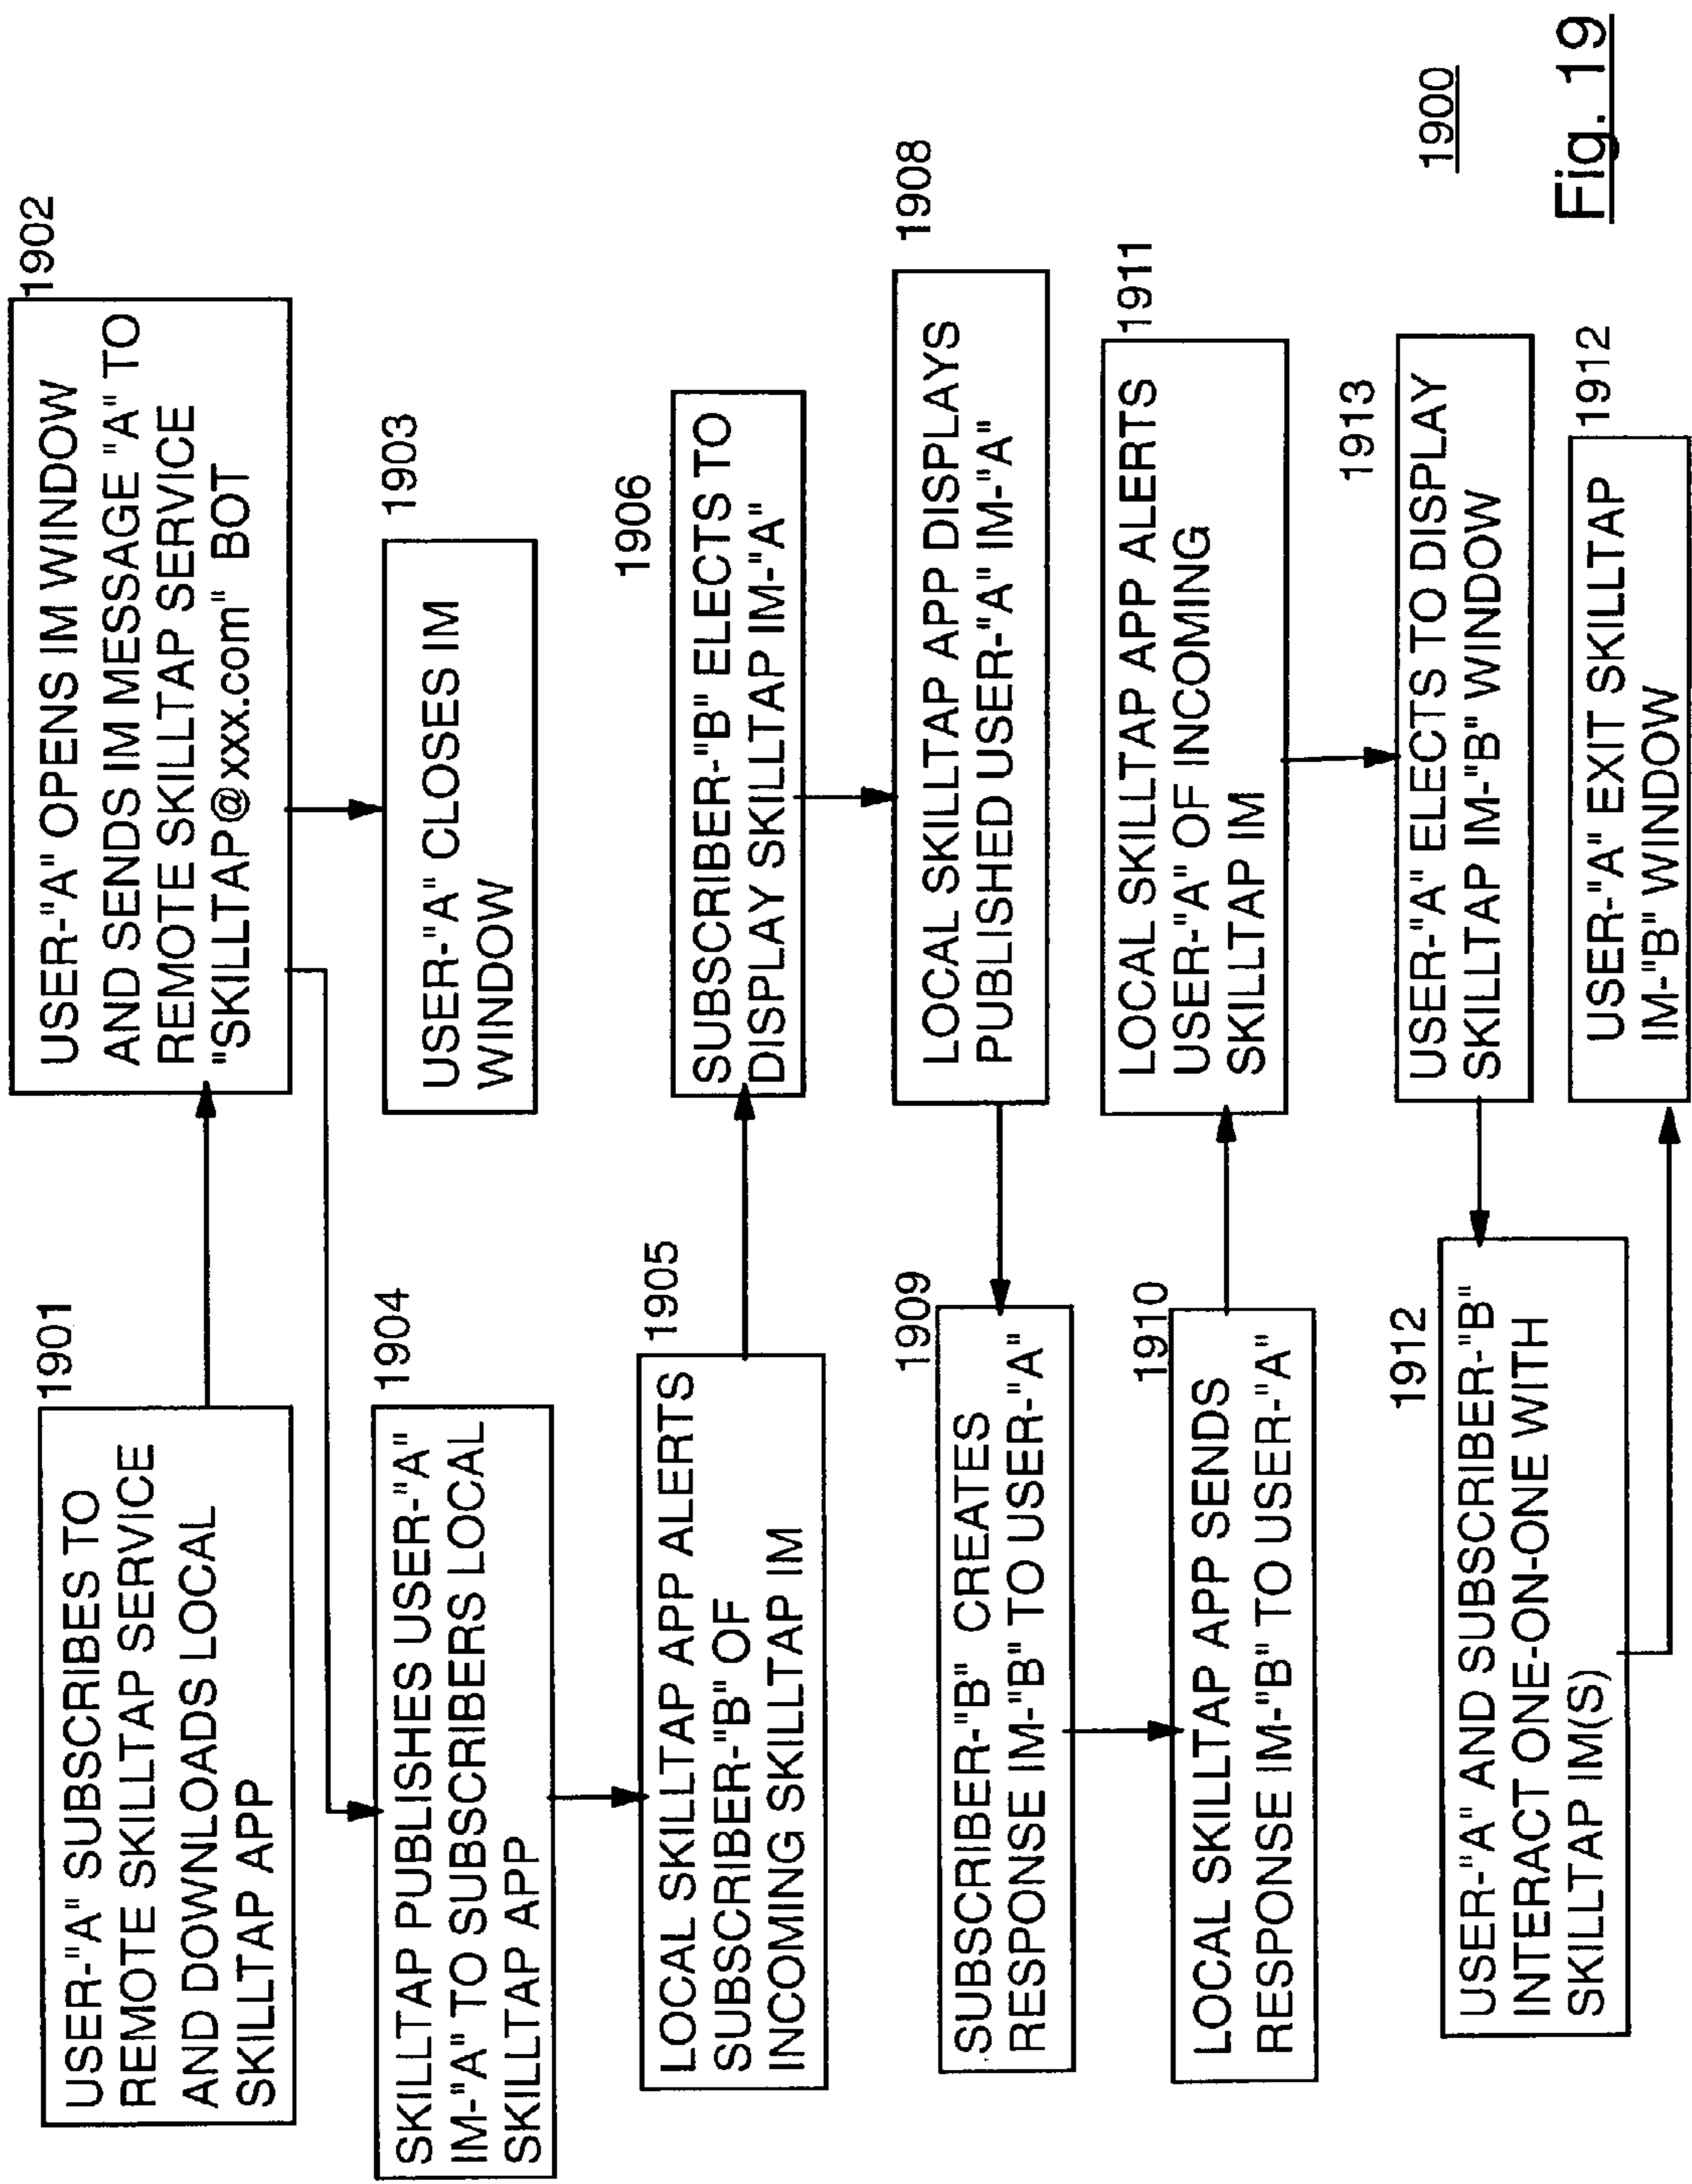 1901
USER-"A" SUBSCRIBES TO
REMOTE SKILLTAP SERVICE
AND DOWNLOADS LOCAL
SKILLTAP APP
1902
USER-"A" OPENS IM WINDOW
AND SENDS IM MESSAGE "A" TO
REMOTE SKILLTAP SERVICE
"SKILLTAP@xxx.com" BOT
1903
USER-"A" CLOSES IM
WINDOW
1904
SKILLTAP PUBLISHES USER-"A"
IM-"A" TO SUBSCRIBERS LOCAL
SKILLTAP APP
1905
LOCAL SKILLTAP APP ALERTS
SUBSCRIBER-"B" OF
INCOMING SKILLTAP IM
1906
SUBSCRIBER-"B" ELECTS TO
DISPLAY SKILLTAP IM-"A"
1908
LOCAL SKILLTAP APP DISPLAYS
PUBLISHED USER-"A" IM-"A"
1909
SUBSCRIBER-"B" CREATES
RESPONSE IM-"B" TO USER-"A"
1910
LOCAL SKILLTAP APP SENDS
RESPONSE IM-"B" TO USER-"A"
1911
LOCAL SKILLTAP APP ALERTS
USER-"A" OF INCOMING
SKILLTAP IM
1913
USER-"A" ELECTS TO DISPLAY
SKILLTAP IM-"B" WINDOW
1912
USER-"A" AND SUBSCRIBER-"B"
INTERACT ONE-ON-ONE WITH
SKILLTAP IM(S)
1912
USER-"A" EXIT SKILLTAP
IM-"B" WINDOW
1900
Fig. 19